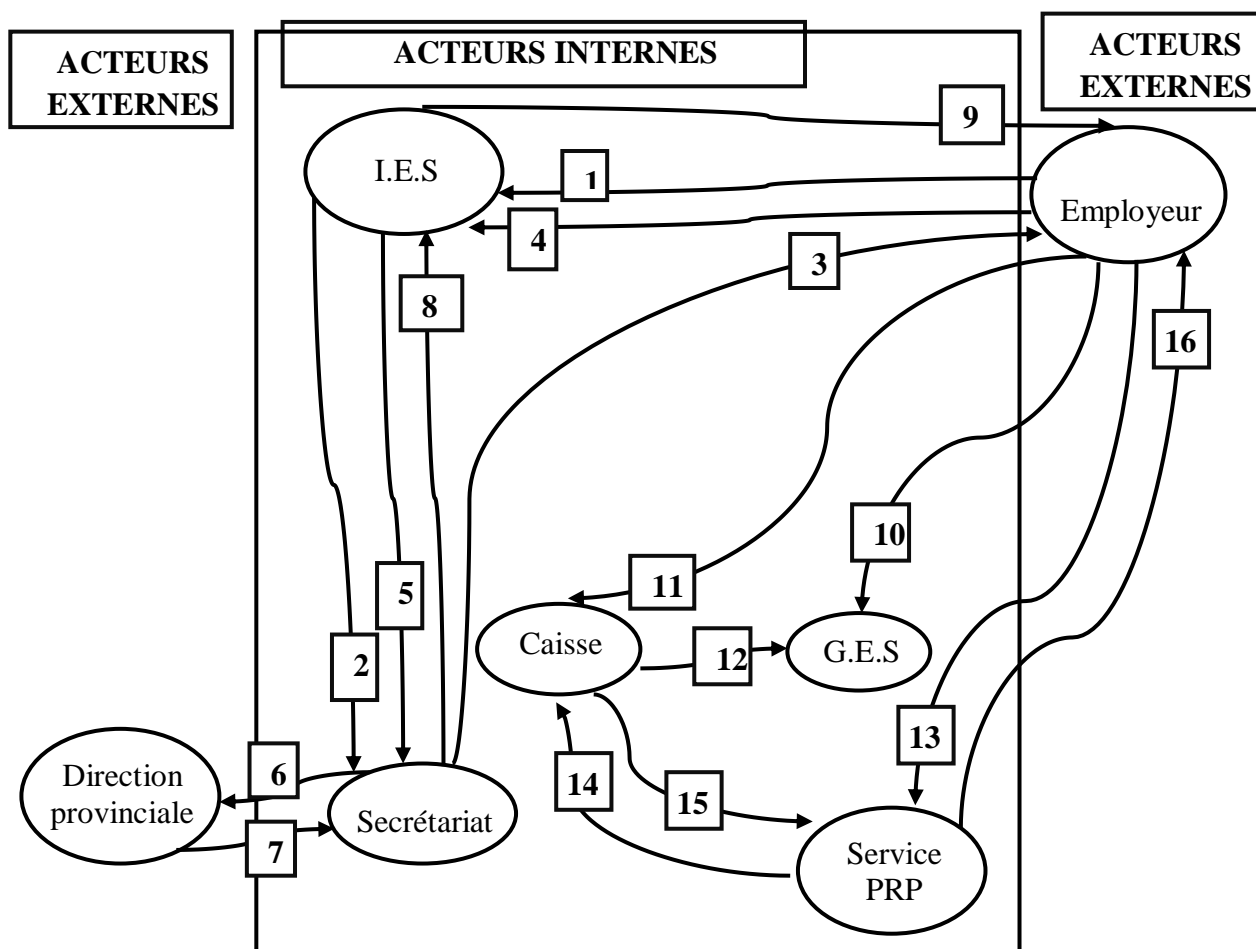 ACTEURS
EXTERNES
ACTEURS INTERNES
ACTEURS
EXTERNES
9
I.E.S
1
Employeur
4
3
8
16
10
11
5
Caisse
12
G.E.S
2
13
Direction
provinciale
6
14
15
Secrétariat
7
Service
PRP